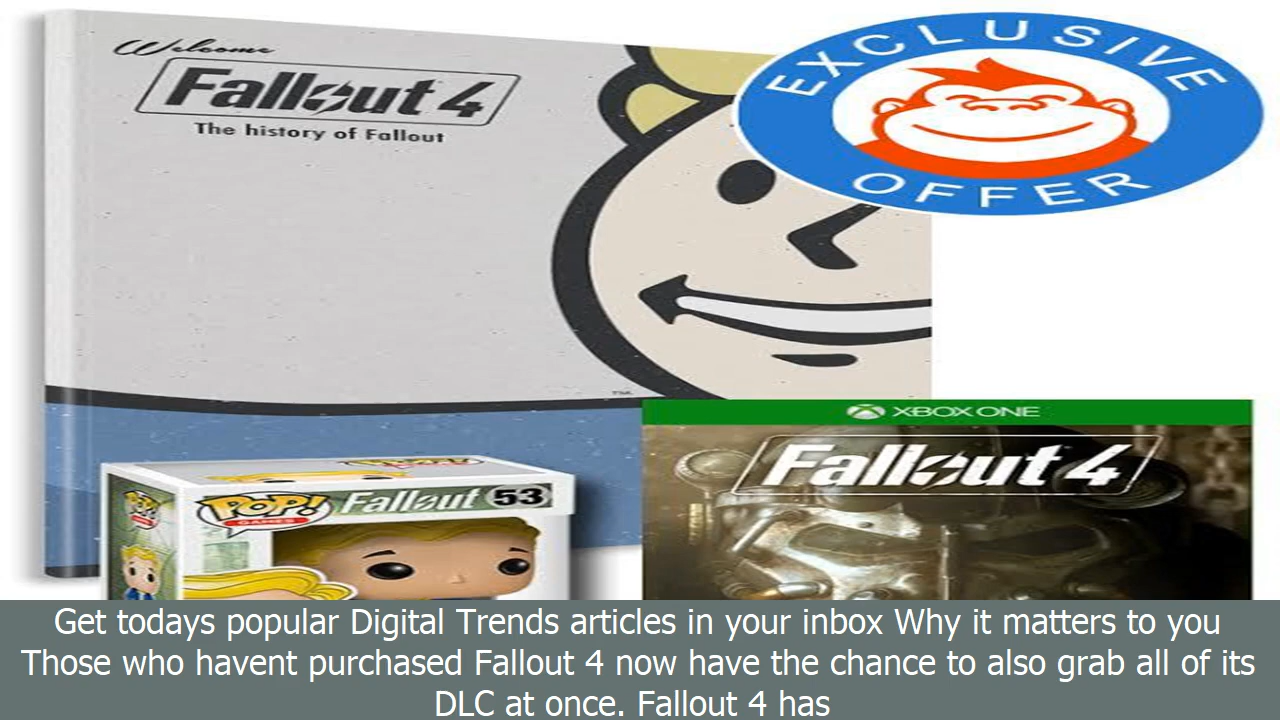 Welcome
Fallout 4
The history of Fallout
TM
EXCLUSIVE
OFFER
XBOX ONE
Fallout 4
POP!
GAMES
Fallout 53
Get todays popular Digital Trends articles in your inbox Why it matters to you
Those who havent purchased Fallout 4 now have the chance to also grab all of its
DLC at once. Fallout 4 has